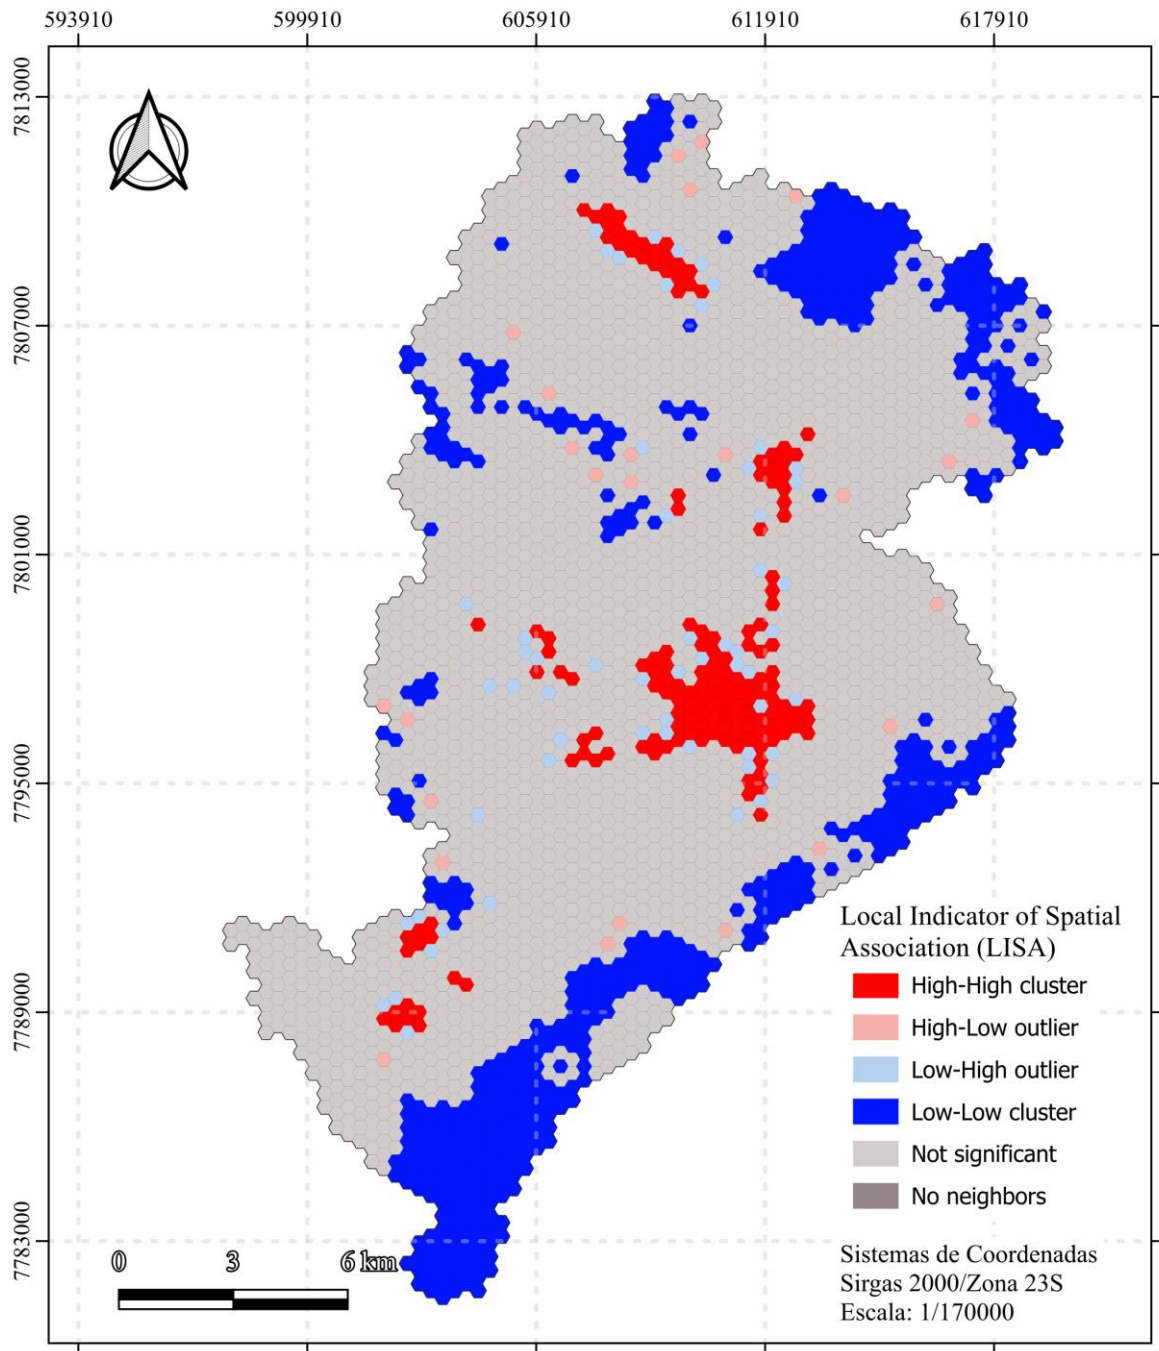 593910 599910 605910 611910 617910
7813000
7807000
7801000
7795000
7789000
7783000
Local Indicator of Spatial
Association (LISA)
High-High cluster
High-Low outlier
Low-High outlier
Low-Low cluster
Not significant
No neighbors
0 3 6 km
Sistemas de Coordenadas
Sirgas 2000/Zona 23S
Escala: 1/170000